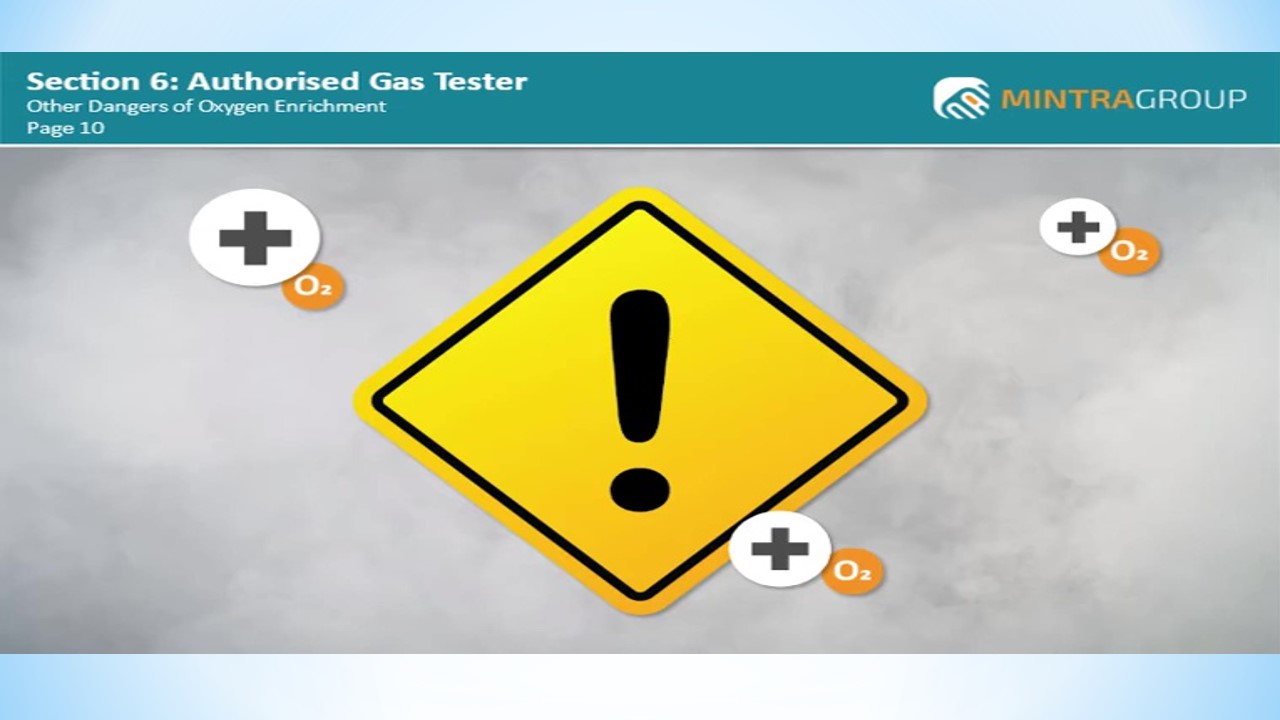 Section 6: Authorised Gas Tester
Other Dangers of Oxygen Enrichment
Page 10
MINTRAGROUP
O₂
O₂
!
O₂